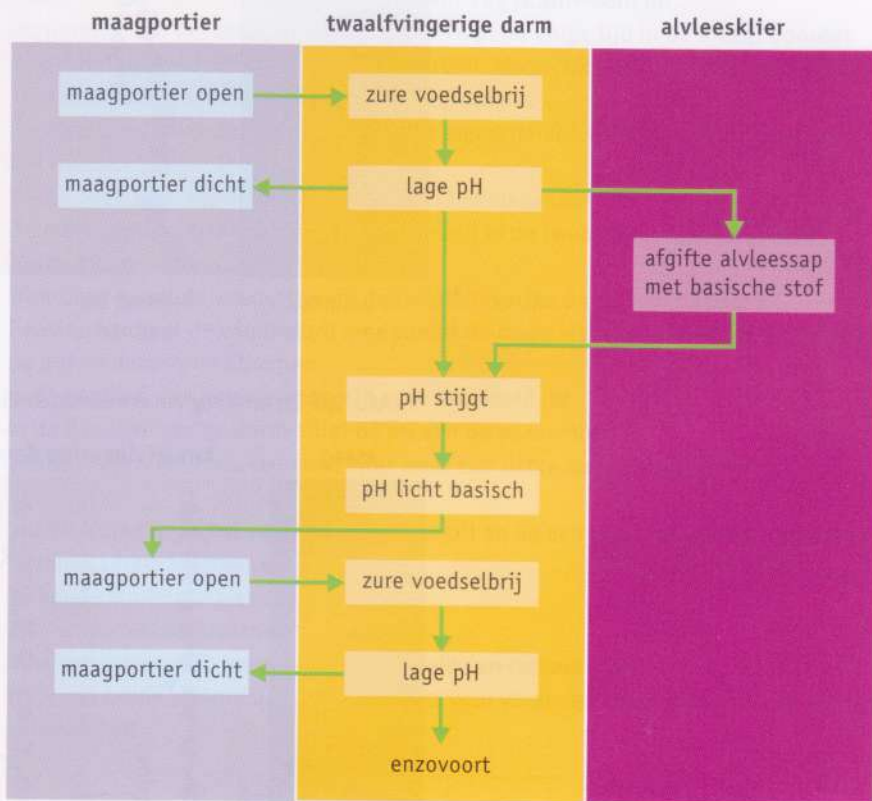 maagportier
twaalfvingerige darm
alvleesklier
maagportier open
zure voedselbrij
maagportier dicht
lage pH
afgifte alvleessap
met basische stof
pH stijgt
pH licht basisch
maagportier open
zure voedselbrij
maagportier dicht
lage pH
enzovoort